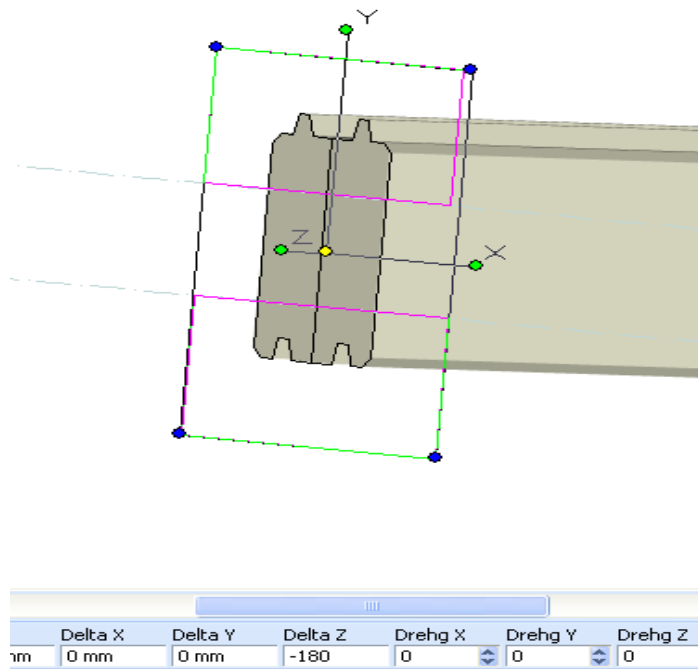 Y
Z
X
Delta X Delta Y Delta Z Drehg X Drehg Y Drehg Z
nm 0 mm 0 mm -180 0 0 0